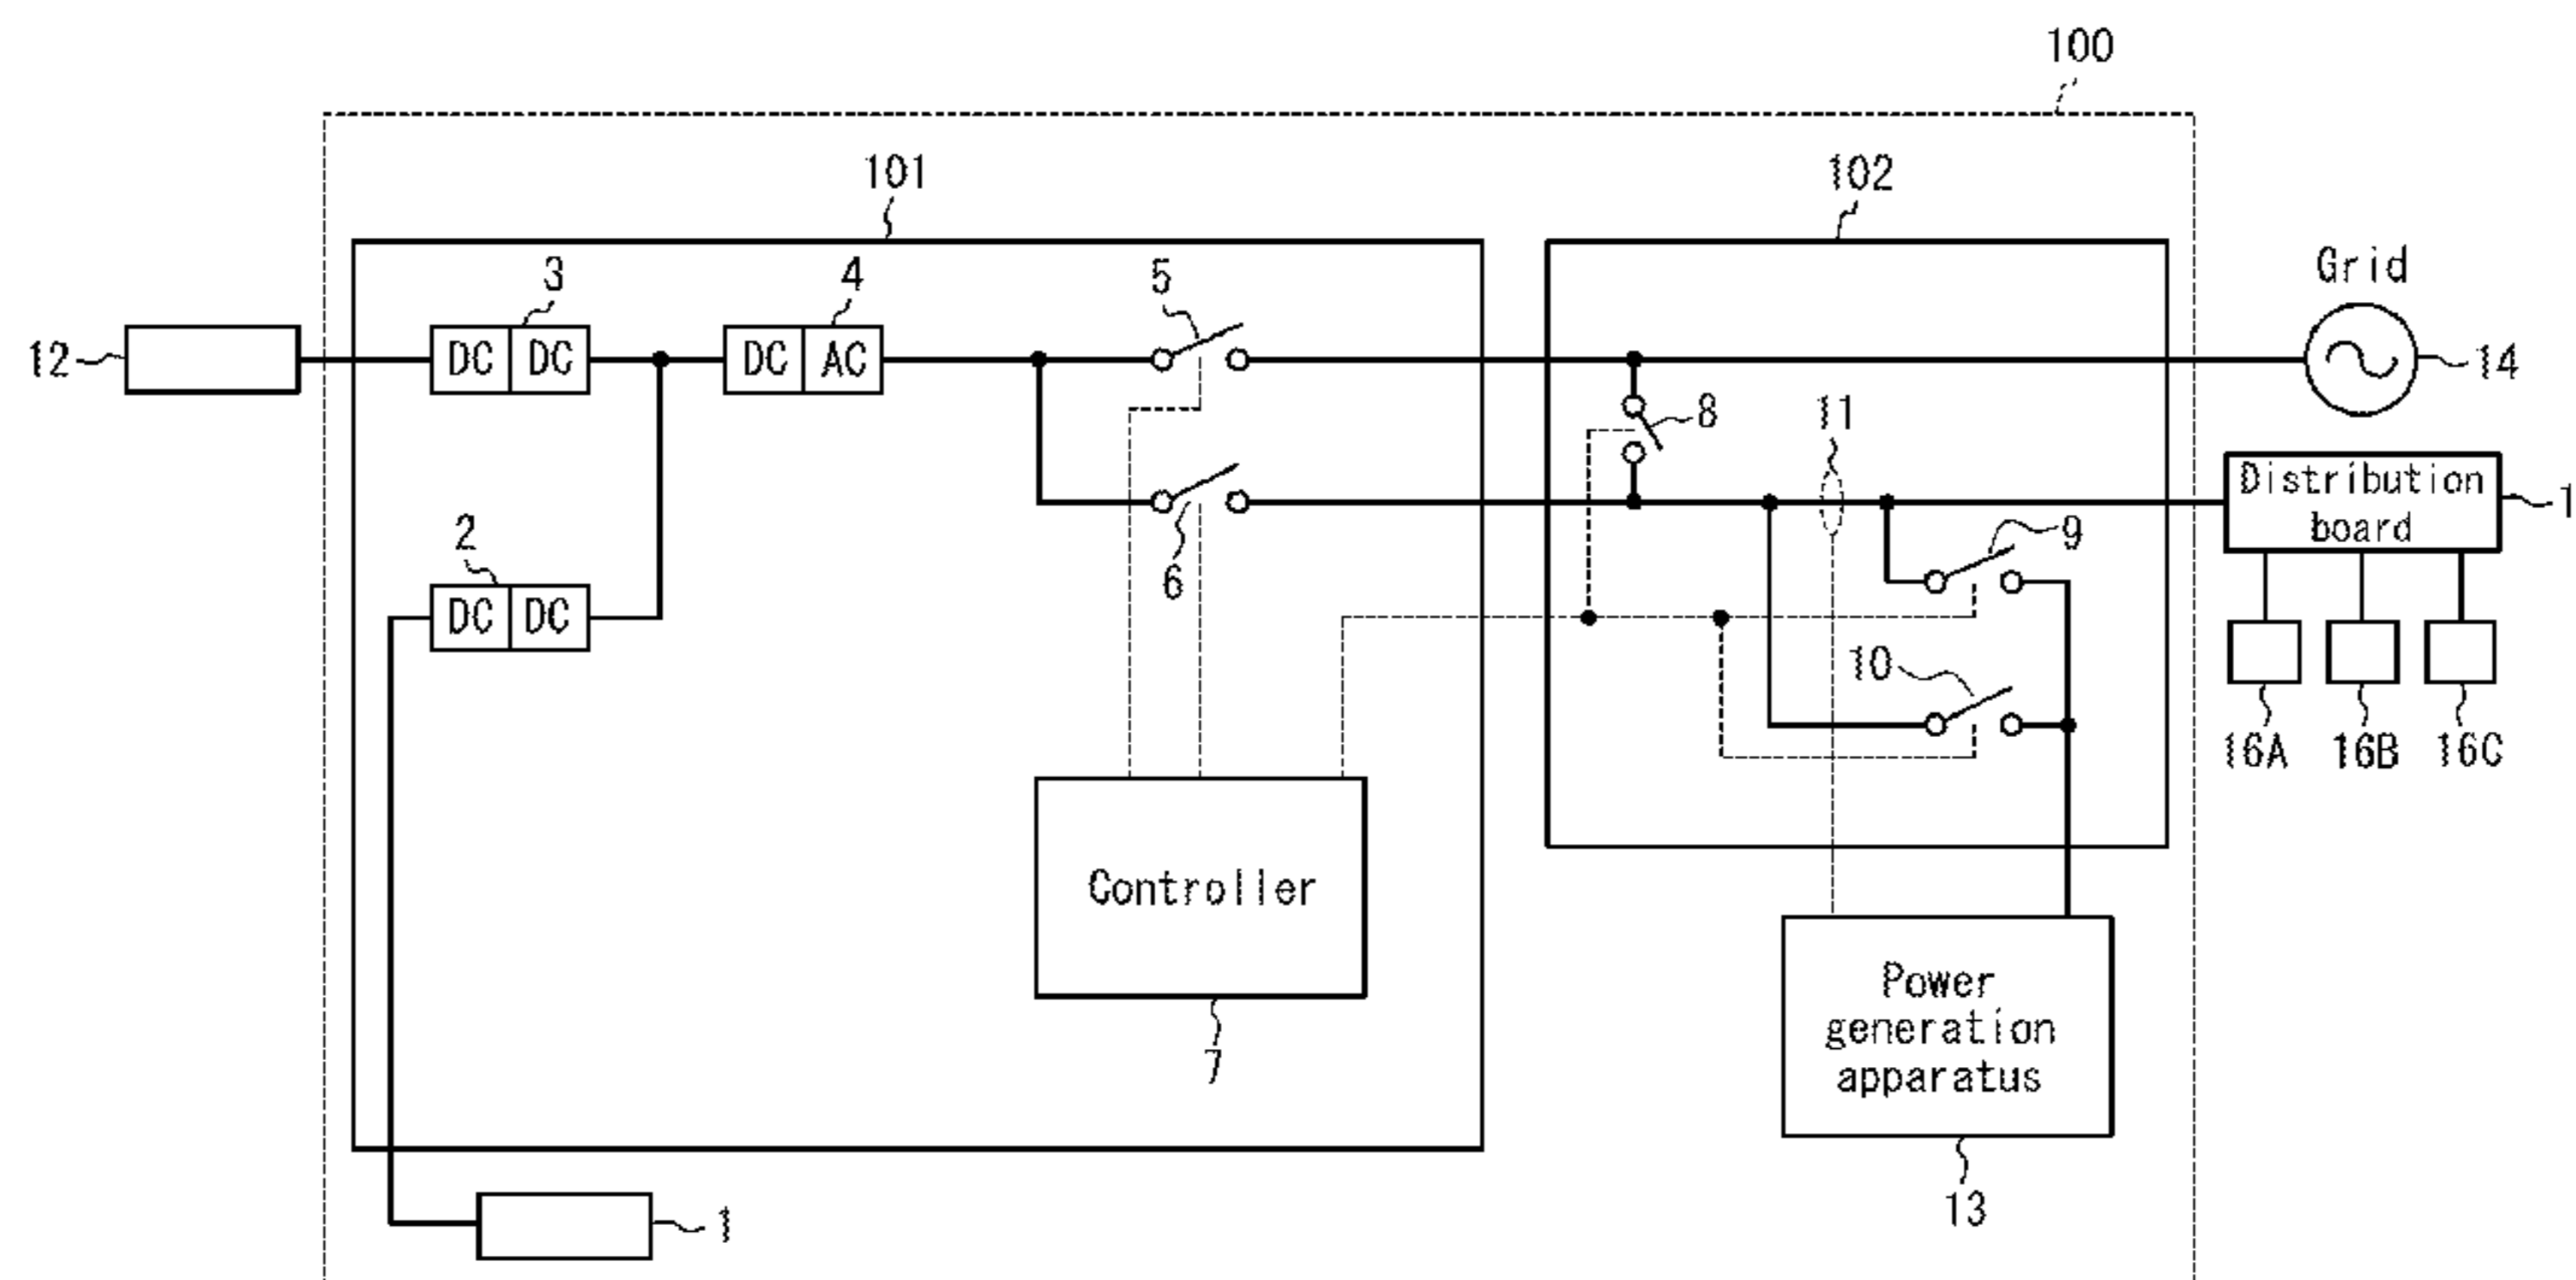 100
101
102
3
4
5
Grid
12
DC DC
DC AC
14
8
11
Distribution
board
1
6
9
2
DC DC
10
16A 16B 16C
Controller
7
Power
generation
apparatus
13
1